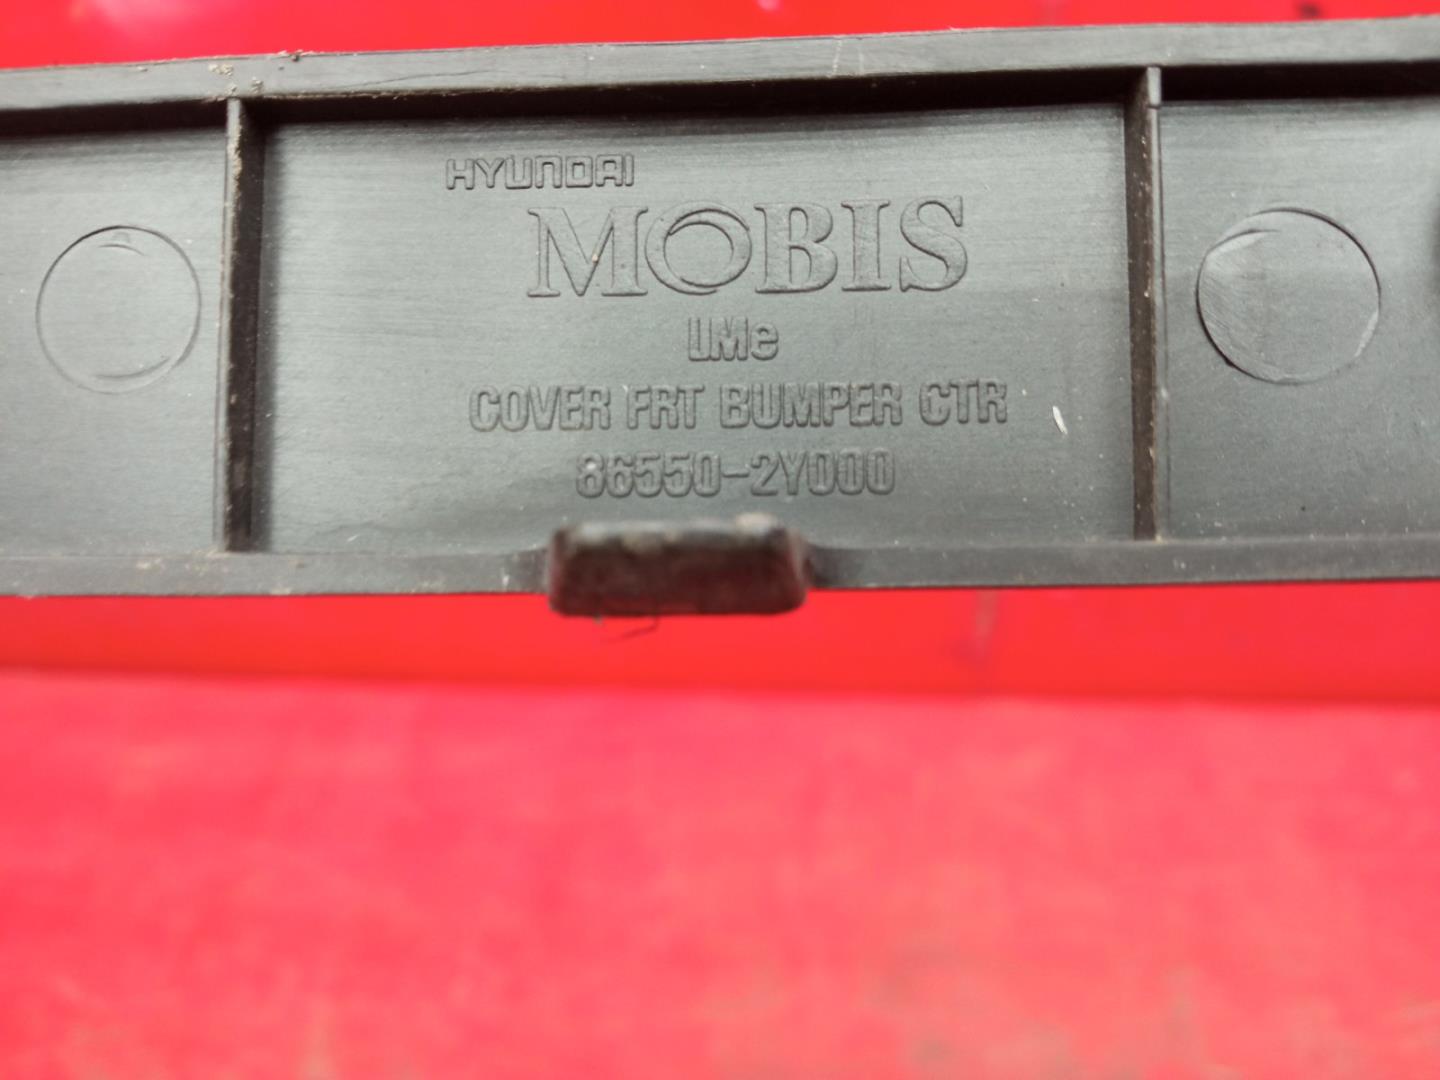 HYUNDAI
MOBIS
LMe
COVER FRT BUMPER CTR
86550-2Y000